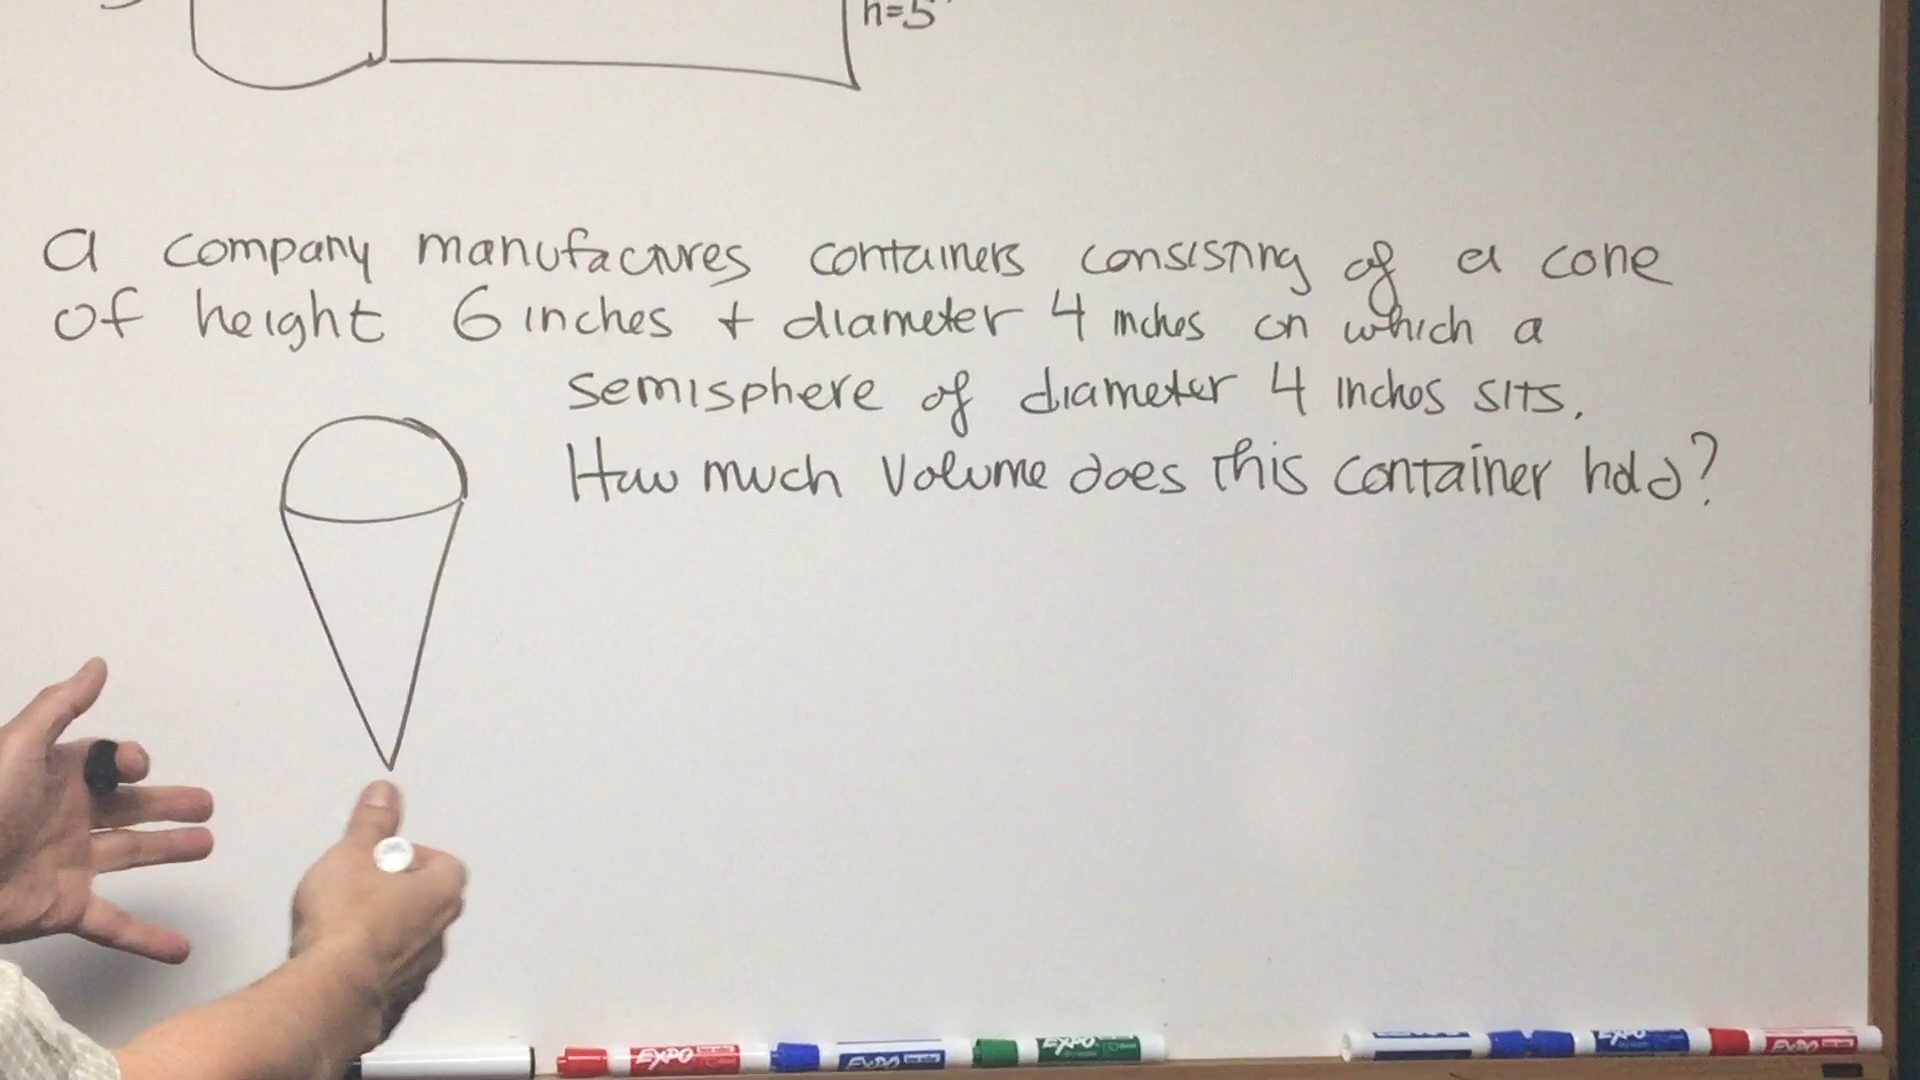 h=5"
a company manufactures containers consisting of a cone
of height 6 inches + diameter 4 inches on which a
semisphere of diameter 4 inches sits.
How much volume does this container hold?
EXPO
EXPO
EXPO
EXPO
EXPO